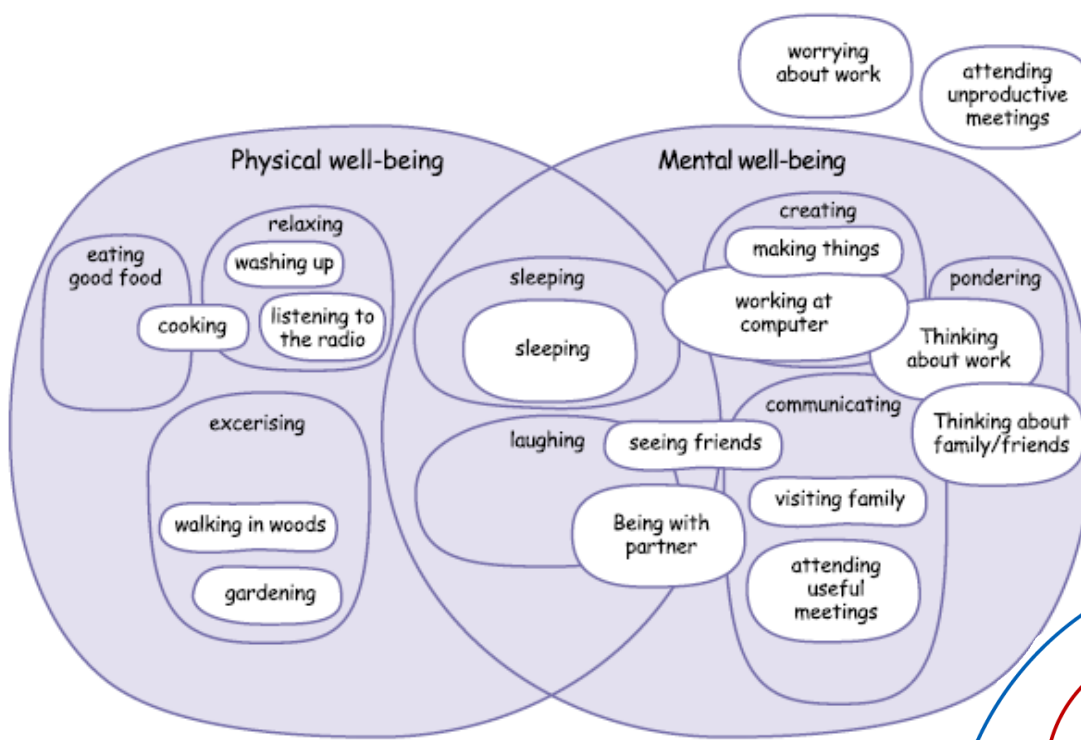 worrying
about work
attending
unproductive
meetings
Physical well-being
Mental well-being
relaxing
washing up
listening to
the radio
eating
good food
cooking
excerising
walking in woods
gardening
sleeping
sleeping
laughing
seeing friends
Being with
partner
creating
making things
working at
computer
pondering
Thinking
about work
Thinking about
family/friends
communicating
visiting family
attending
useful
meetings